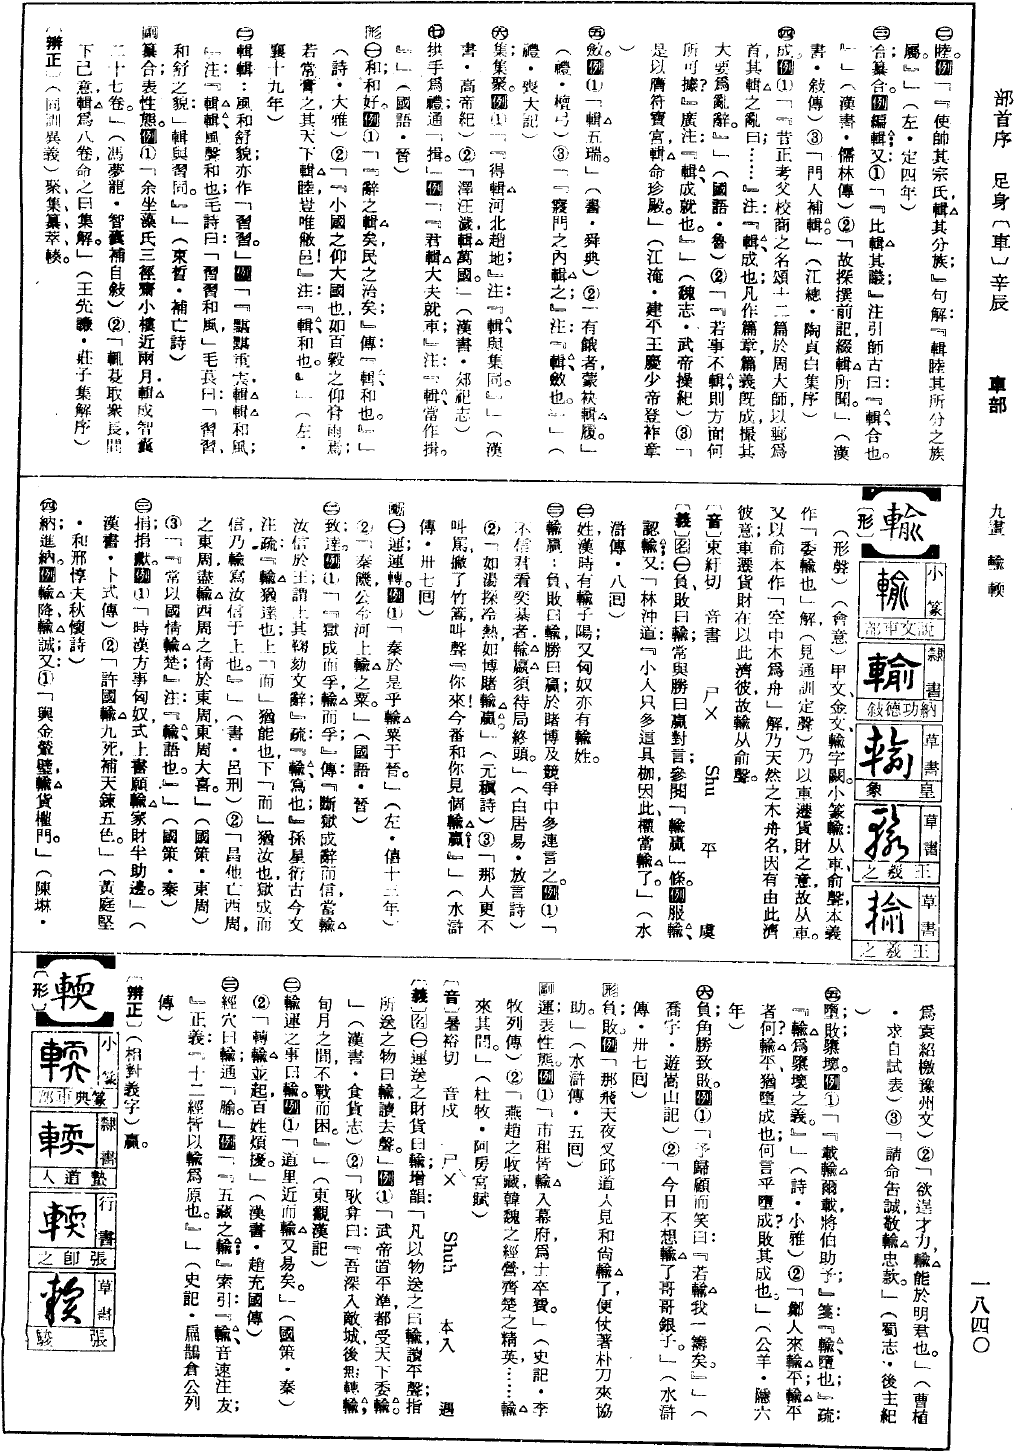 部首序　足身〔車〕辛辰　車部　九畫　輸　輭　一八四〇
㊁睦。例「『使師其宗氏，輯其分族』句解『輯睦其所分之族
屬。』」（左・定四年）
㊂合纂合。例編輯；又①「『比輯其議』注引師古曰『輯合也。
』」（漢書・儒林傳）②「故探撰前記，綴輯所聞。」（漢
書・敍傳）③「門人補輯。」（江總・陶貞白集序）
㊃成。例①「『昔正考父校商之名頌十二篇於周大師，以那爲
首，其輯之亂曰……』注：『輯，成也，凡作篇章，篇義旣成，撮其
大要爲亂辭。』」（國語・魯）②「『若事不輯，則方面何
所可據？』廣注：『輯，成就也。』」（魏志・武帝操紀）③「
是以膺符寶宮，輯命珍殿。」（江淹・建平王慶少帝登祚章
）
㊄斂。例①「輯五瑞。」（書・舜典）②「有餓者，蒙袂輯屨。」
（禮・檀弓）③「『寢門之內輯之』注：『輯，斂也。』」（
禮・喪大記）
㊅集集聚。例①「『得輯河北趙地』注：『輯與集同。』」（漢
書・高帝紀）②「澤汪濊，輯萬國。」（漢書・郊祀志）
㊆拱手爲禮通「揖。」例「『君輯大夫就車』注：『輯，當作揖。
』」（國語・晉）
形㊀和和好。例①「『辭之輯矣，民之洽矣』傳『輯，和也。』」
（詩・大雅）②「『小國之仰大國也，如百穀之仰膏雨焉，
若常膏之，其天下輯睦，豈唯敝邑！』注：『輯，和也。』」（左・
襄十九年）
㊁輯輯：風和舒貌，亦作「習習。」例「『黮黮重雲，輯輯和風』
『注：『輯輯，風聲和也；毛詩曰：「習習和風」毛萇曰：「習習，
和舒之貌；」輯與習同。』」（束皙・補亡詩）
副纂合表性態。例①「余坐蔣氏三徑齋小樓近兩月，輯成智囊
二十七卷。」（馮夢龍・智囊補自敍）②「輒芟取衆長，間
下己意，輯爲八卷，命之曰集解。」（王先謙・莊子集解序）
〔辨正〕（同訓異義）聚、集、纂、萃、輳。
輸
〔形〕小篆　說文車部
隸書　納功德敍
草書　皇象
草書　王羲之
草書　王羲之
（形聲）（會意）甲文、金文輸字闕。小篆輸：从車，俞聲，本義
作「委輸也」解（見通訓定聲）乃以車遷貨財之意，故从車。
又以俞本作「空中木爲舟」解，乃天然之木舟名，因有由此濟
彼意，車遷貨財在以此濟彼，故輸从俞聲。
〔音〕束紆切　音書　ㄕㄨ　Shu　平　虞
〔義〕名㊀負，敗曰輸，常與勝曰贏對言，參閱「輸贏」條。例服輸、
認輸；又「林沖道：『小人只多這具枷，因此權當輸了。』」（水
滸傳・八回）
㊁姓，漢時有輸子陽；又匈奴亦有輸姓。
㊂輸贏：負敗曰輸，勝曰贏，於賭博及競爭中多連言之。例①「
不信君看奕棊者，輸贏須待局終頭。」（白居易・放言詩）
②「如湯探冷熱，如博賭輸贏。」（元稹詩）③「那人更不
叫罵，撇了竹篙，叫聲『你來！今番和你見個輸贏。』」（水滸
傳・卅七回）
動㊀運運轉。例①「秦於是乎輸粟于晉。」（左・僖十三年）
②「秦饑，公令河上輸之粟。」（國語・晉）
㊁致；達。例①「『獄成而孚，輸而孚』傳『斷獄成辭而信，當輸
汝信於王，謂上其鞫劾文辭』疏『輸，寫也』孫星衍古今文
注疏『輸，猶達也；上「而」猶能也，下「而」猶汝也，獄成而
信，乃輸寫汝信于上也。』」（書・呂刑）②「昌他亡西周，
之東周，盡輸西周之情於東周，東周大喜。」（國策・東周）
③「『常以國情輸楚』注：『輸，語也。』」（國策・秦）
㊂捐捐獻。例①「時漢方事匈奴，式上書，願輸家財半助邊。」（
漢書・卜式傳）②「許國輸九死，補天鍊五色。」（黃庭堅
・和邢惇夫秋懷詩）
㊃納進納。例輸降、輸誠；又①「輿金輦璧，輸貨權門。」（陳琳・
爲袁紹檄豫州文）②「欲逞才力，輸能於明君也。」（曹植
・求自試表）③「請命告誠，敬輸忠款。」（蜀志・後主紀
）
㊄墮敗隳壞。例①「『載輸爾載，將伯助予』箋『輸，墮也』疏
『輸爲隳壞之義。』」（詩・小雅）②「鄭人來輸平；輸平
者何？輸平，猶墮成也；何言乎墮成？敗其成也。」（公羊・隱六
年）
㊅負角勝致敗。例①「予歸顧而笑曰：『若輸我一籌矣。』」（
喬宇・遊嵩山記）②「今日不想輸了哥哥銀子。」（水滸
傳・卅七回）
形負敗。例「那飛天夜叉邱道人見和尙輸了，便仗著朴刀來協
助。」（水滸傳・五回）
副運表性態。例①「市租皆輸入幕府，爲士卒費。」（史記・李
牧列傳）②「燕趙之收藏，韓魏之經營，齊楚之精英……輸
來其間。」（杜牧・阿房宮賦）
〔音〕暑裕切　音戍　ㄕㄨ　Shuh　本入　遇
〔義〕名㊀運送之財貨曰輸；增韻「凡以物送之曰輸，讀平聲；指
所送之物曰輸，讀去聲。」例①「武帝置平準，都受天下委輸。
」（漢書・食貨志）②「耿弇曰：『吾深入敵城，後無轉輸，
旬月之間，不戰而困。』」（東觀漢記）
㊁輸運之事曰輸。例①「道里近而輸又易矣。」（國策・秦）
②「轉輸並起，百姓煩擾。」（漢書・趙充國傳）
㊂經穴曰輸，通「腧。」例「『五藏之輸』索引『輸，音速注反
』正義：『十二經皆以輸爲原也。』」（史記・扁鵲倉公列
傳）
〔辨正〕（相對義字）贏。
輭
〔形〕小篆　篆典車部
隸書　螫道人
行書　張卽之
草書　張駿